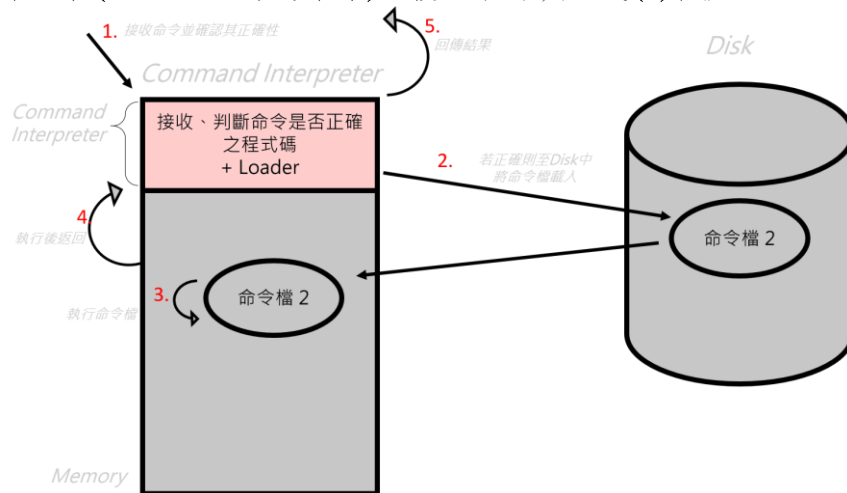 1. 接收命令並確認其正確性
5.
回傳結果
Disk
Command Interpreter
Command
Interpreter
接收、判斷命令是否正確
之程式碼
+ Loader
2. 若正確則至Disk中
將命令檔載入
4.
執行後返回
命令檔 2
3. 命令檔 2
執行命令檔
Memory